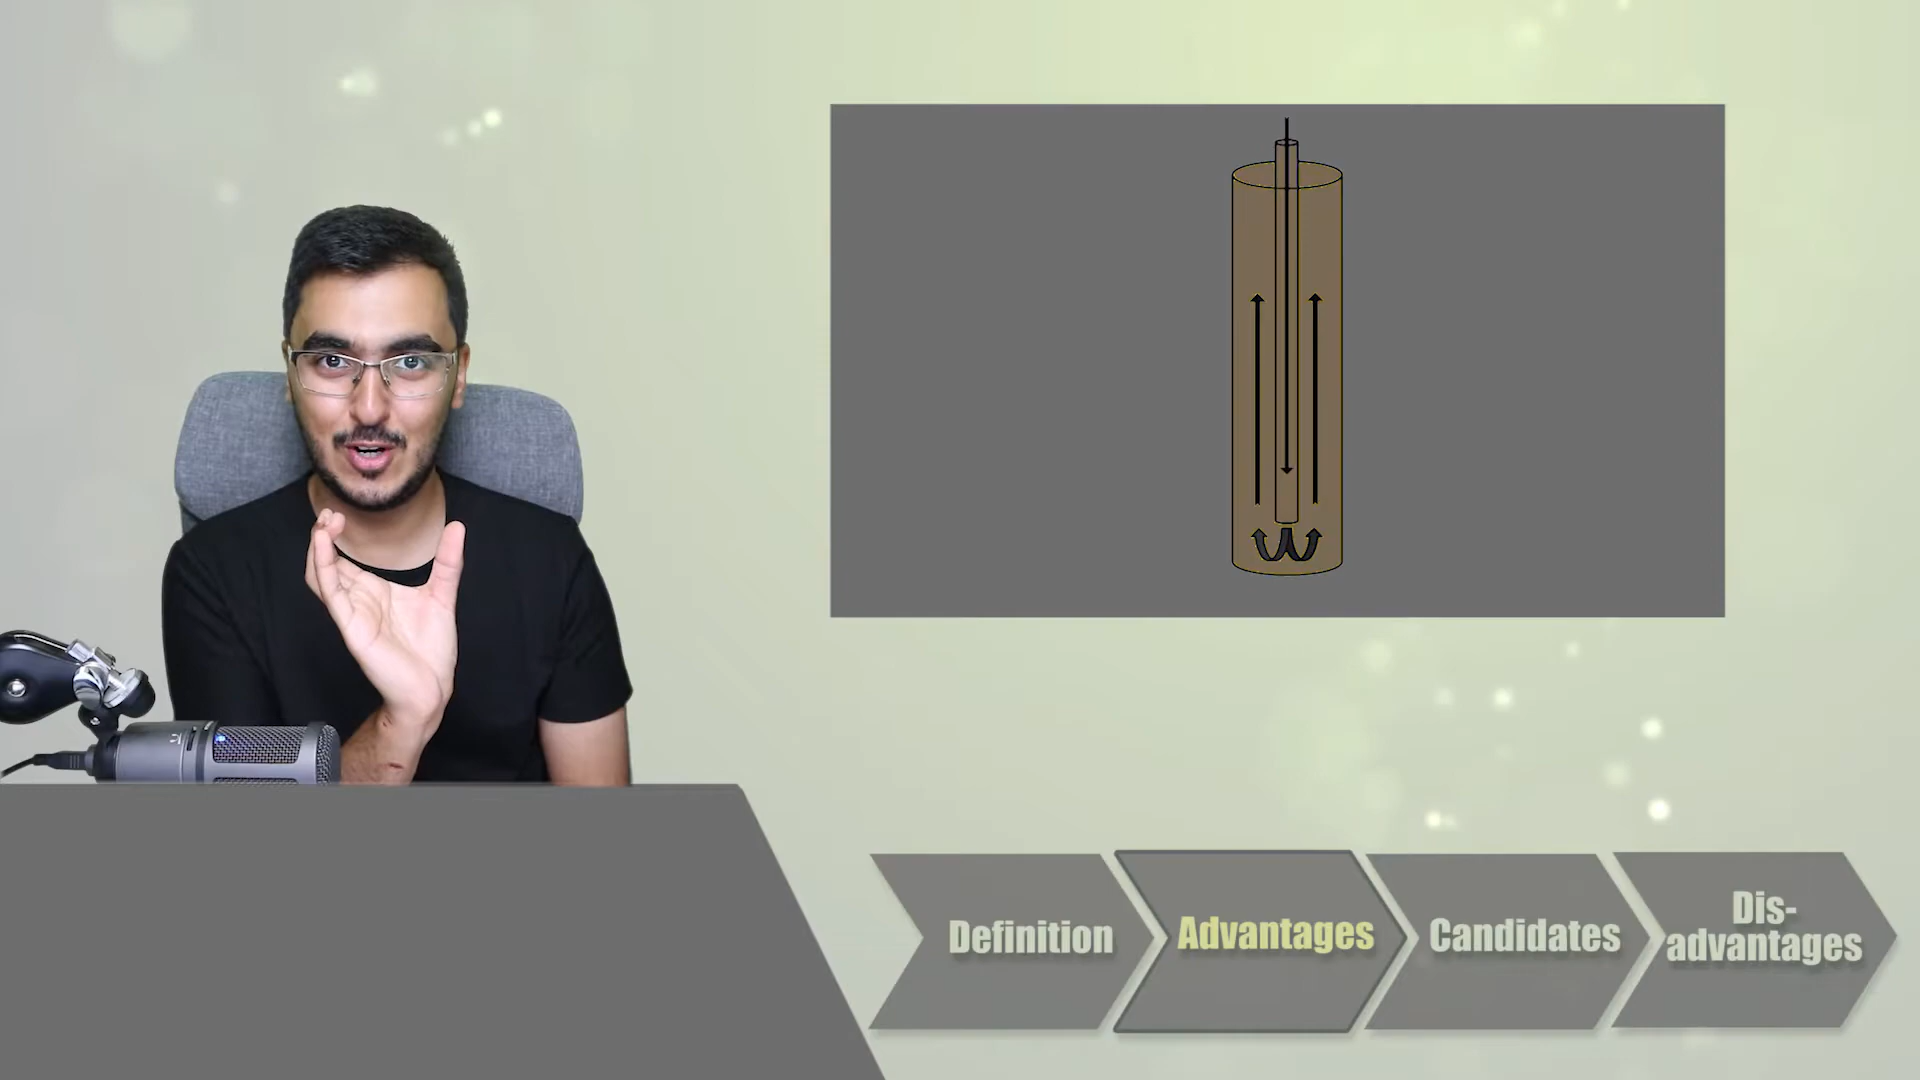 Definition
Advantages
Candidates
Dis-
advantages